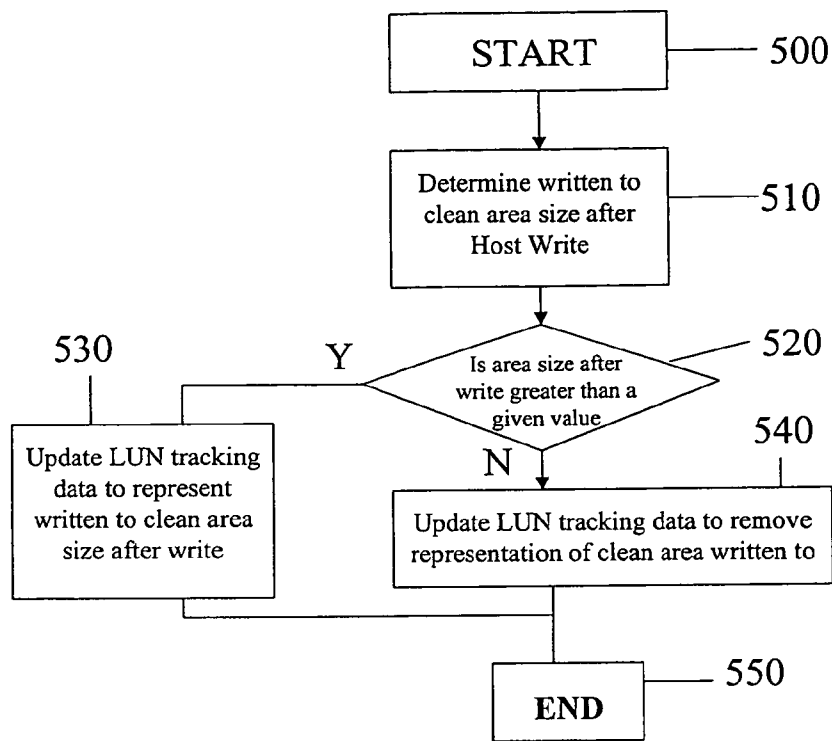 START
500
Determine written to
clean area size after
Host Write
510
530
Y
Is area size after
write greater than a
given value
520
Update LUN tracking
data to represent
written to clean area
size after write
N
540
Update LUN tracking data to remove
representation of clean area written to
END
550